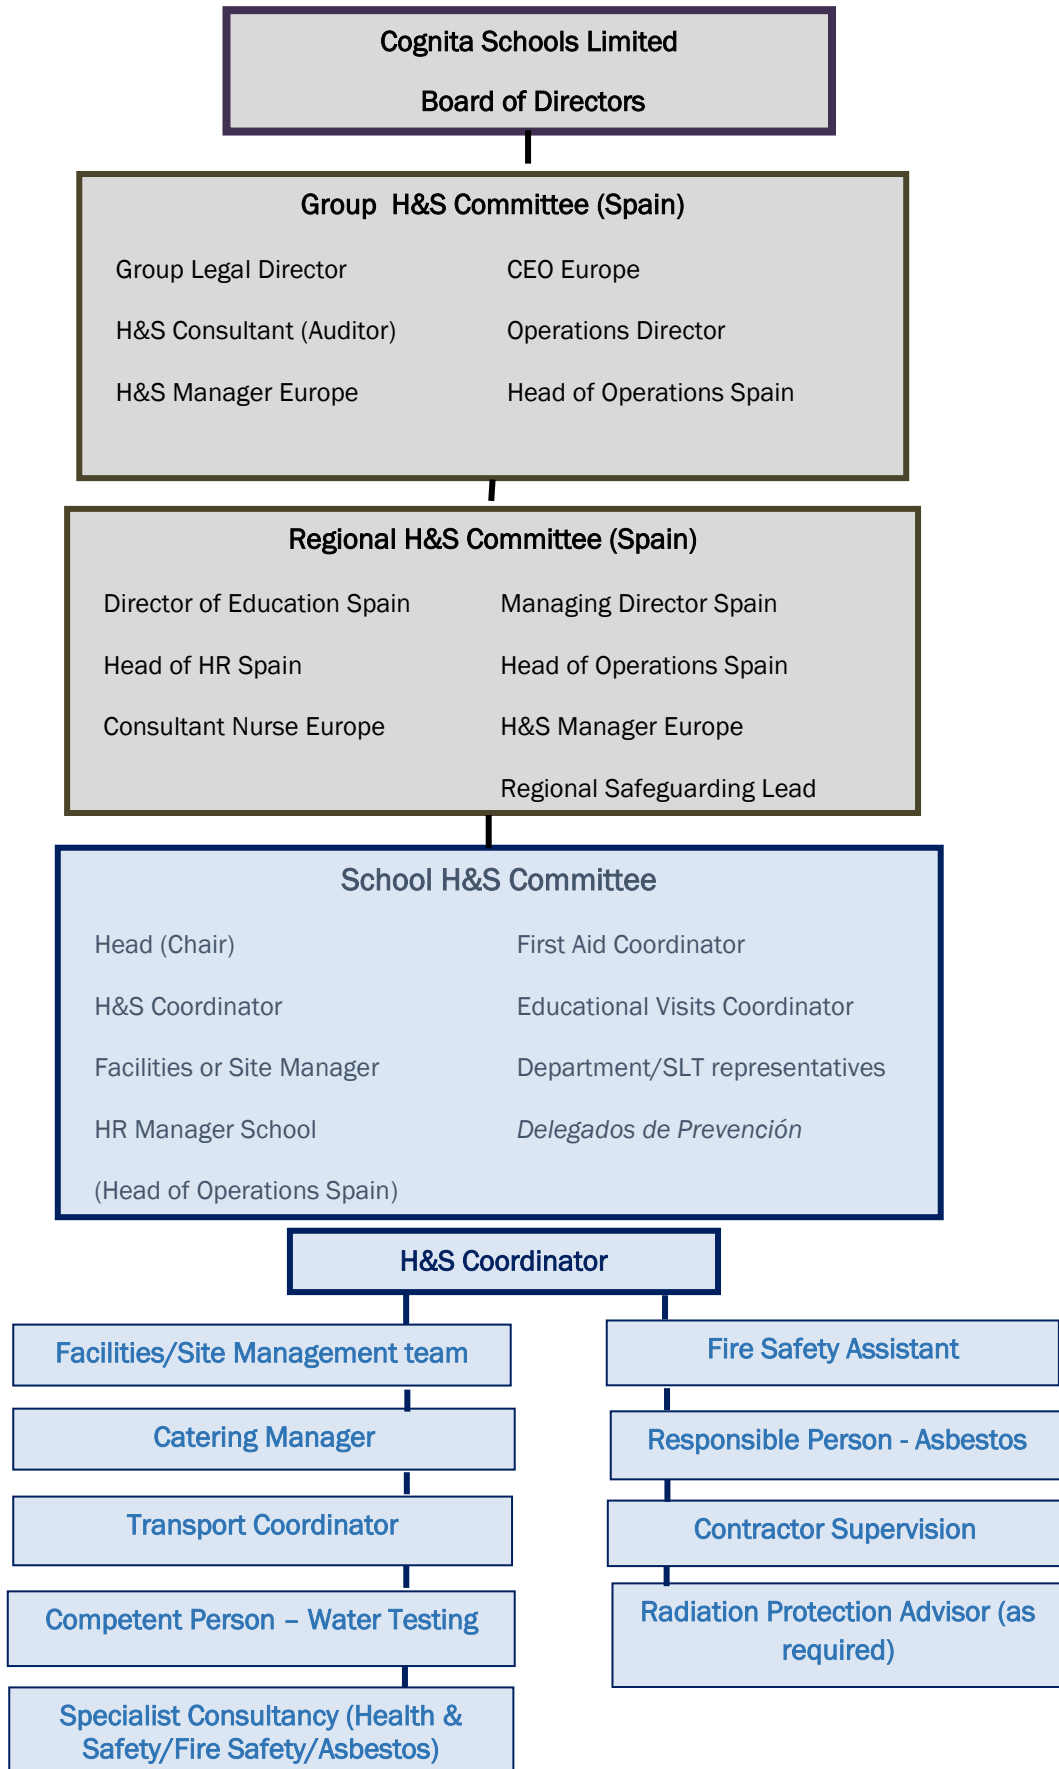 Cognita Schools Limited
Board of Directors
Group H&S Committee (Spain)
Group Legal Director
CEO Europe
H&S Consultant (Auditor)
Operations Director
H&S Manager Europe
Head of Operations Spain
Regional H&S Committee (Spain)
Director of Education Spain
Managing Director Spain
Head of HR Spain
Head of Operations Spain
Consultant Nurse Europe
H&S Manager Europe
Regional Safeguarding Lead
School H&S Committee
Head (Chair)
First Aid Coordinator
H&S Coordinator
Educational Visits Coordinator
Facilities or Site Manager
Department/SLT representatives
HR Manager School
Delegados de Prevención
(Head of Operations Spain)
H&S Coordinator
Facilities/Site Management team
Fire Safety Assistant
Catering Manager
Responsible Person - Asbestos
Transport Coordinator
Contractor Supervision
Competent Person – Water Testing
Radiation Protection Advisor (as
required)
Specialist Consultancy (Health &
Safety/Fire Safety/Asbestos)